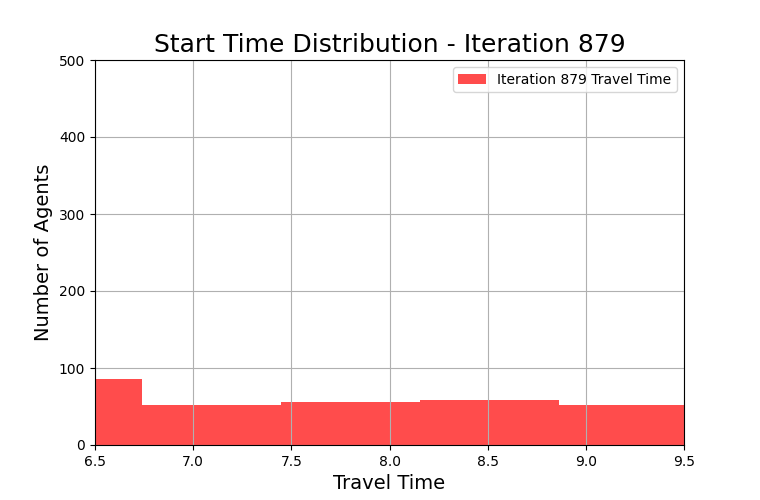 Start Time Distribution - Iteration 879
Iteration 879 Travel Time
Number of Agents
500
400
300
200
100
0
6.5 7.0 7.5 8.0 8.5 9.0 9.5
Travel Time